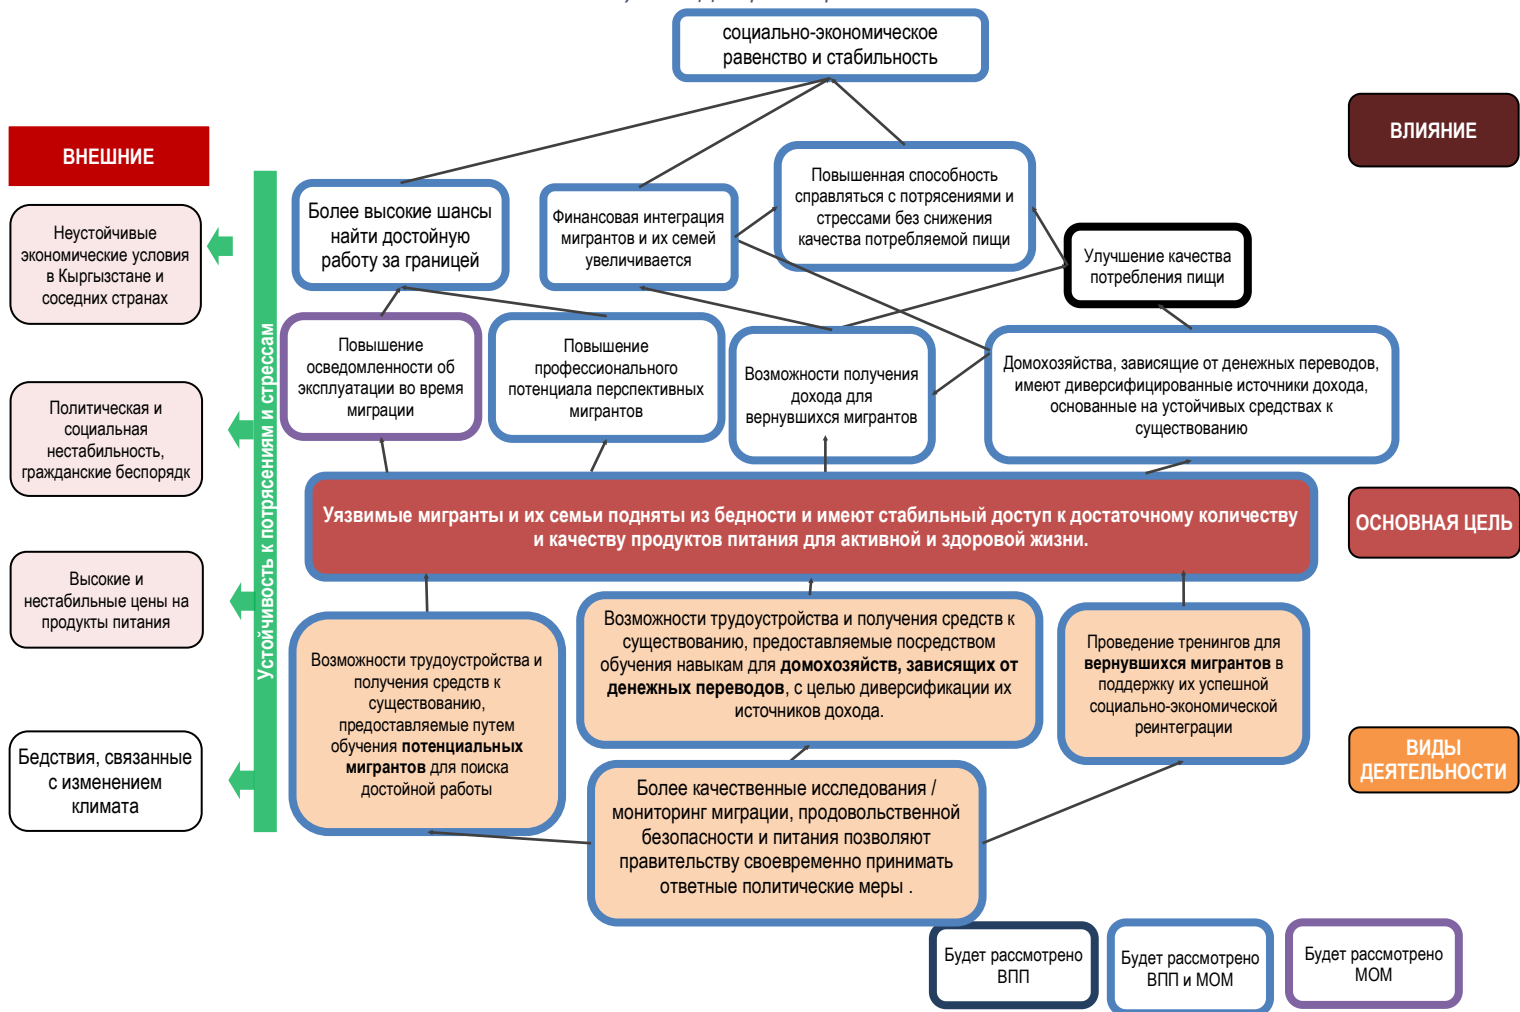 социально-экономическое
равенство и стабильность
ВЛИЯНИЕ
ВНЕШНИЕ
Неустойчивые
экономические условия
в Кыргызстане и
соседних странах
Политическая и
социальная
нестабильность,
гражданские беспорядк
Высокие и
нестабильные цены на
продукты питания
Бедствия, связанные
с изменением
климата
Устойчивость к потрясениям и стрессам
Более высокие шансы
найти достойную
работу за границей
Финансовая интеграция
мигрантов и их семей
увеличивается
Повышенная способность
справляться с потрясениями и
стрессами без снижения
качества потребляемой пищи
Улучшение качества
потребления пищи
Повышение
осведомленности об
эксплуатации во время
миграции
Повышение
профессионального
потенциала перспективных
мигрантов
Возможности получения
дохода для
вернувшихся мигрантов
Домохозяйства, зависящие от денежных переводов,
имеют диверсифицированные источники дохода,
основанные на устойчивых средствах к
существованию
Уязвимые мигранты и их семьи подняты из бедности и имеют стабильный доступ к достаточному количеству
и качеству продуктов питания для активной и здоровой жизни.
ОСНОВНАЯ ЦЕЛЬ
Возможности трудоустройства и
получения средств к
существованию,
предоставляемые путем
обучения потенциальных
мигрантов для поиска
достойной работы
Возможности трудоустройства и получения средств к
существованию, предоставляемые посредством
обучения навыкам для домохозяйств, зависящих от
денежных переводов, с целью диверсификации их
источников дохода.
Проведение тренингов для
вернувшихся мигрантов в
поддержку их успешной
социально-экономической
реинтеграции
ВИДЫ
ДЕЯТЕЛЬНОСТИ
Более качественные исследования /
мониторинг миграции, продовольственной
безопасности и питания позволяют
правительству своевременно принимать
ответные политические меры .
Будет рассмотрено
ВПП
Будет рассмотрено
ВПП и МОМ
Будет рассмотрено
МОМ